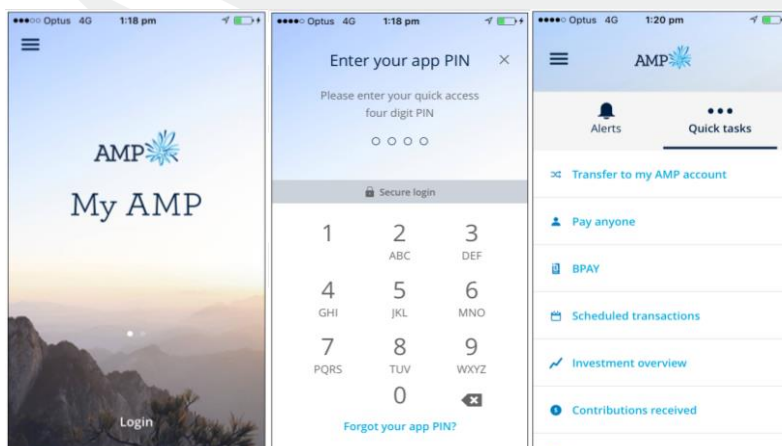 Optus 4G 1:18 pm
AMP
My AMP
Login
Optus 4G 1:18 pm
Enter your app PIN ×
Please enter your quick access
four digit PIN
Secure login
1 2 3
ABC DEF
4 5 6
GHI JKL MNO
7 8 9
PQRS TUV WXYZ
0
Forgot your app PIN?
Optus 4G 1:20 pm
AMP
Alerts Quick tasks
Transfer to my AMP account
Pay anyone
BPAY
Scheduled transactions
Investment overview
Contributions received